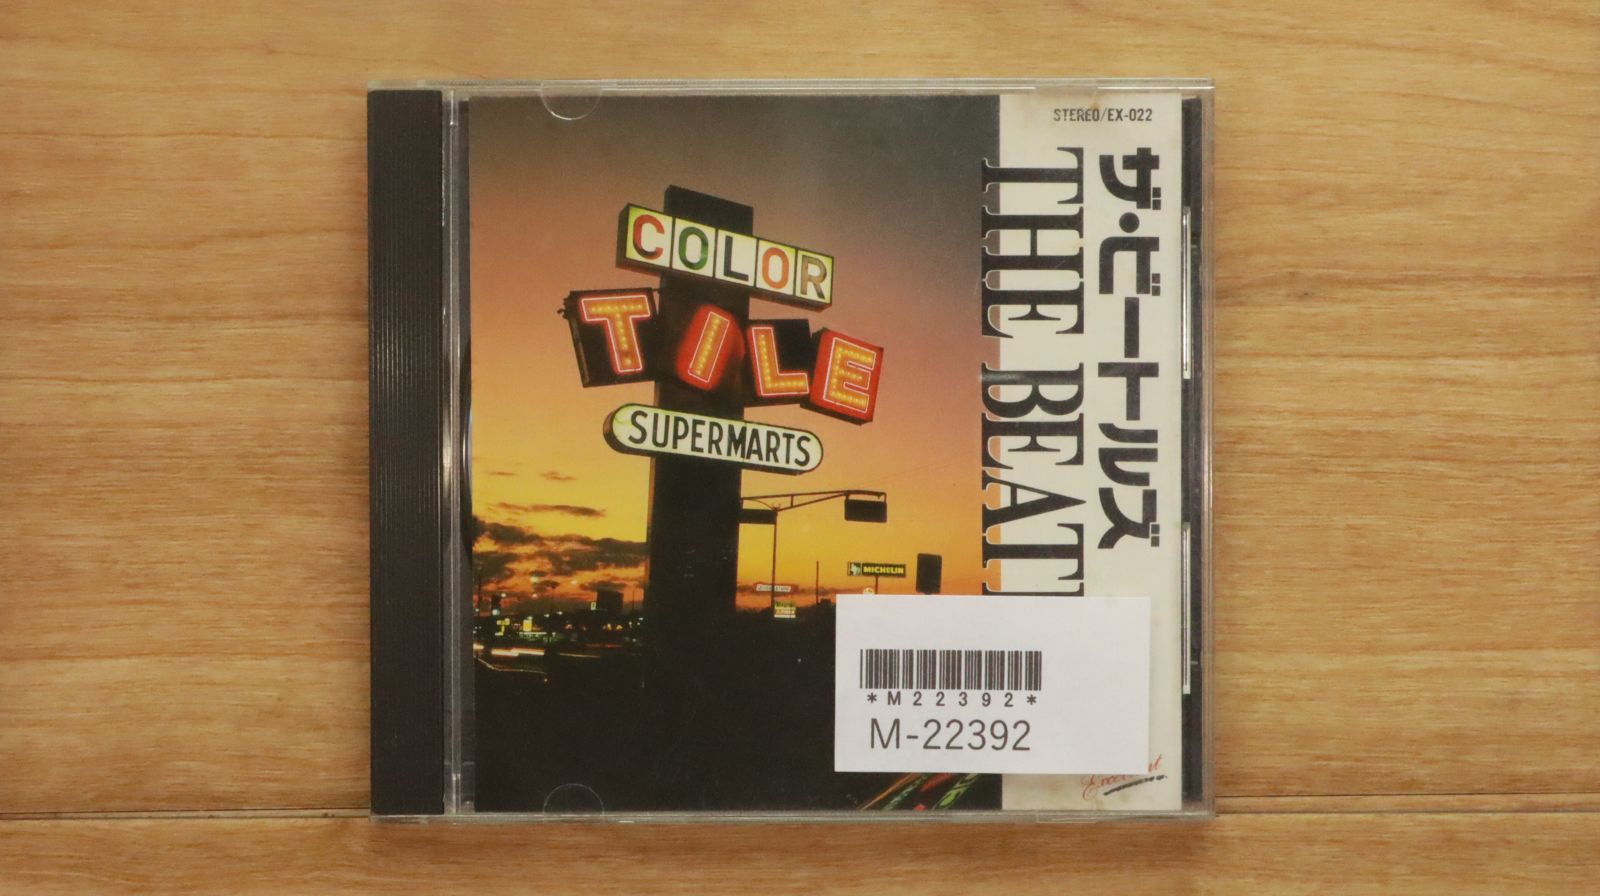 STEREO/EX-022
ザ・ビートルズ
THE BEAT
COLOR
TILE
SUPERMARTS
MICHELIN
*M22392*
M-22392